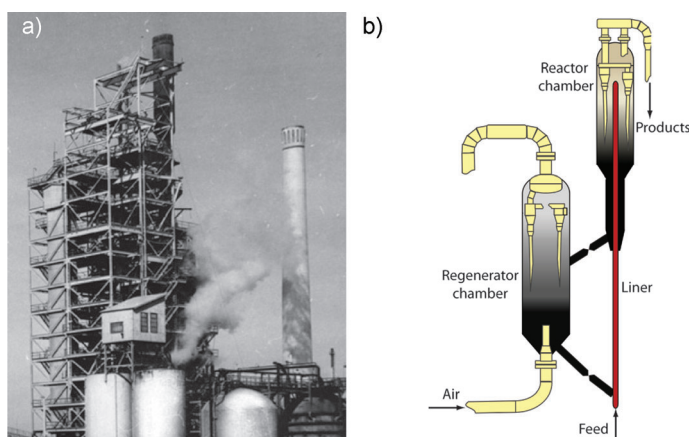 a)
b)
Reactor
chamber
Products
Regenerator
chamber
Liner
Air
Feed